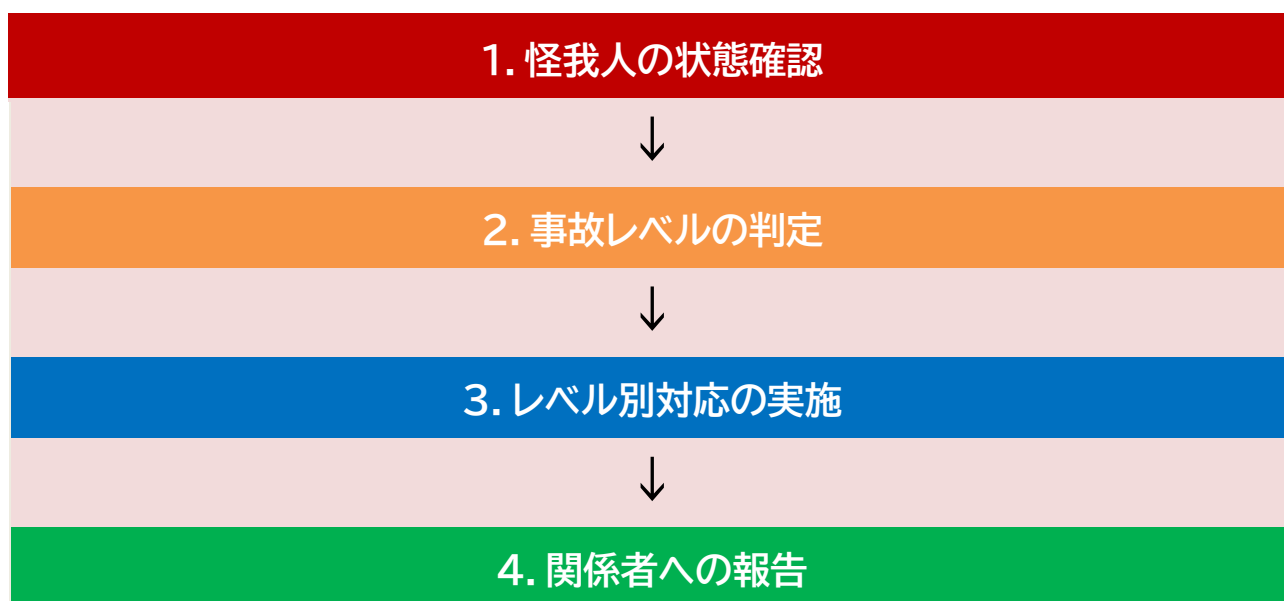 1. 怪我人の状態確認
↓
2. 事故レベルの判定
↓
3. レベル別対応の実施
↓
4. 関係者への報告